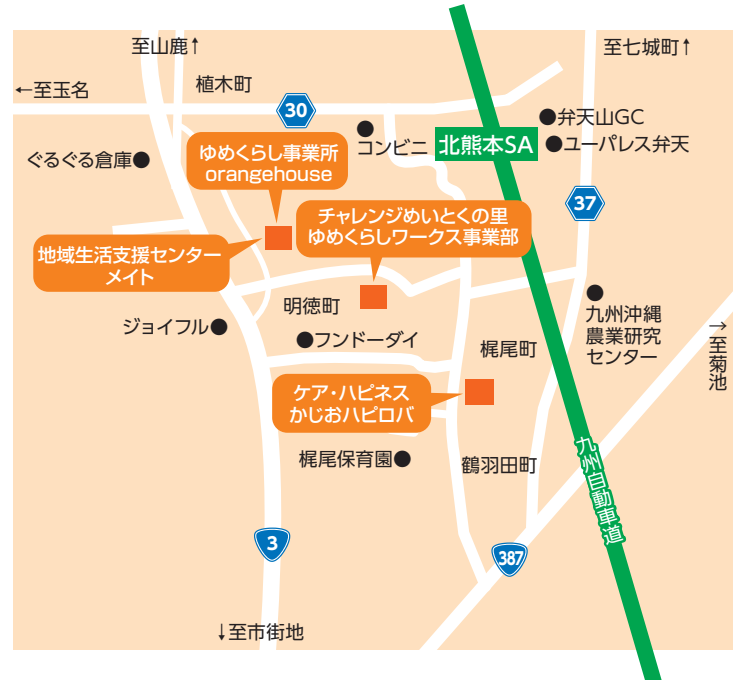 至山鹿↑
至七城町↑
←至玉名
植木町
30
弁天山GC
コンビニ
北熊本SA
ユーパレス弁天
ぐるぐる倉庫
ゆめくらし事業所
orangehouse
37
チャレンジめいとくの里
ゆめくらしワークス事業部
地域生活支援センター
メイト
明徳町
九州沖縄
農業研究
センター
ジョイフル
フンドーダイ
梶尾町
→至菊池
ケア・ハピネス
かじおハピロバ
梶尾保育園
鶴羽田町
九州自動車道
3
387
↓至市街地